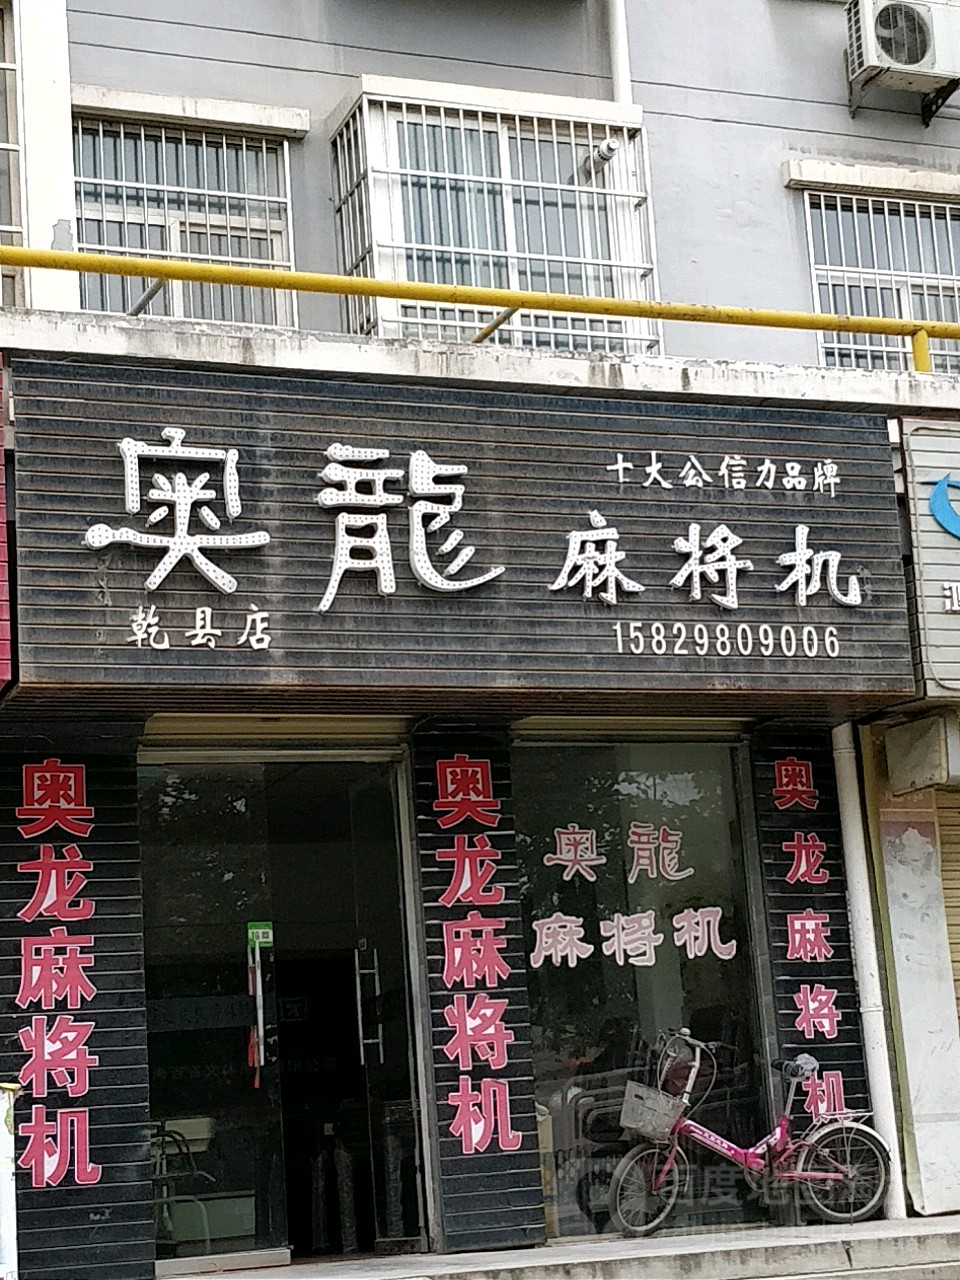 奥龍
十大公信力品牌
麻将机
乾县店
15829809006
奥龙麻将机
奥龙麻将机
奥龍
麻将机
奥龙麻将机